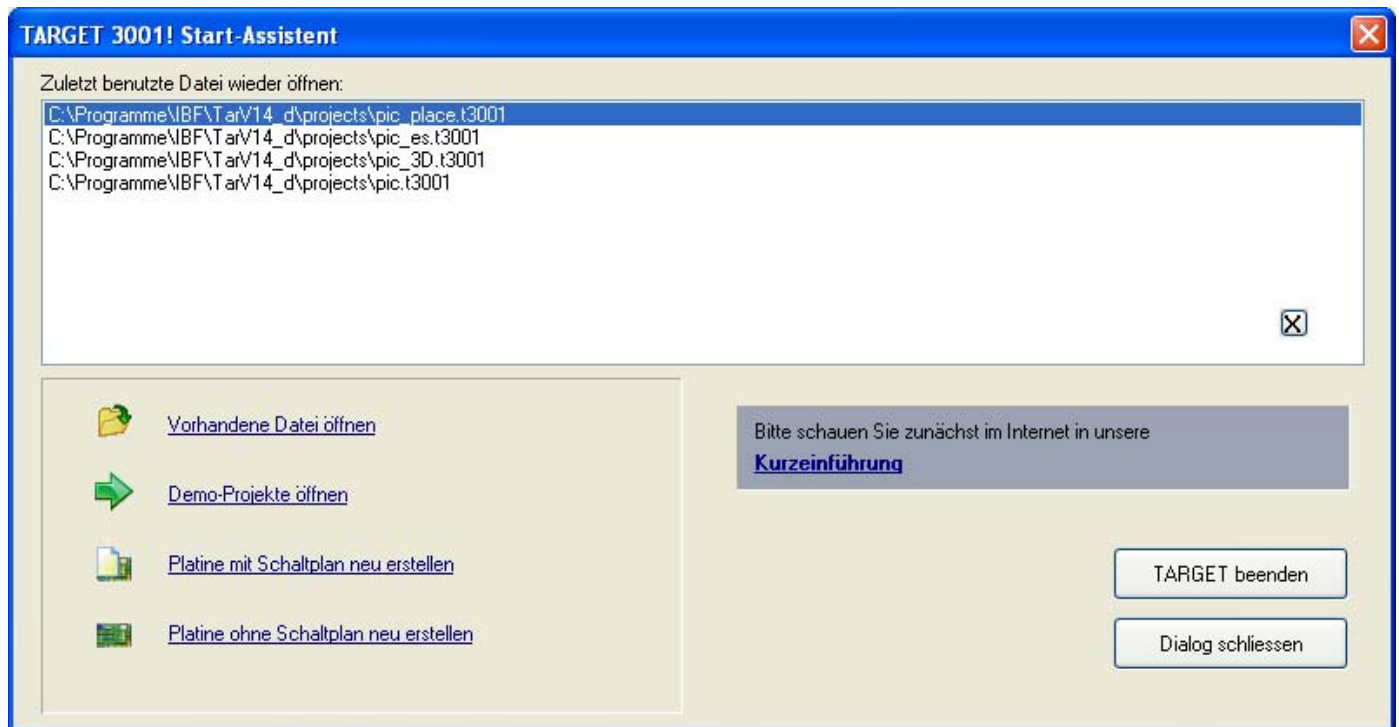 TARGET 3001! Start-Assistent
Zuletzt benutzte Datei wieder öffnen:
C:\Programme\IBF\TarV14_d\projects\pic_place.t3001
C:\Programme\IBF\TarV14_d\projects\pic_es.t3001
C:\Programme\IBF\TarV14_d\projects\pic_3D.t3001
C:\Programme\IBF\TarV14_d\projects\pic.t3001
Vorhandene Datei öffnen
Demo-Projekte öffnen
Platine mit Schaltplan neu erstellen
Platine ohne Schaltplan neu erstellen
Bitte schauen Sie zunächst im Internet in unsere
Kurzeinführung
TARGET beenden
Dialog schliessen